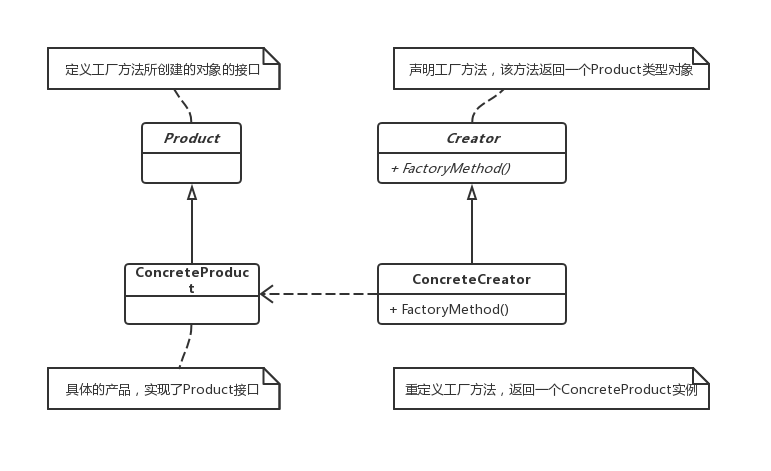 定义工厂方法所创建的对象的接口
声明工厂方法，该方法返回一个Product类型对象
Product
Creator
+ FactoryMethod()
ConcreteProduc
t
ConcreteCreator
+ FactoryMethod()
具体的产品，实现了Product接口
重定义工厂方法，返回一个ConcreteProduct实例